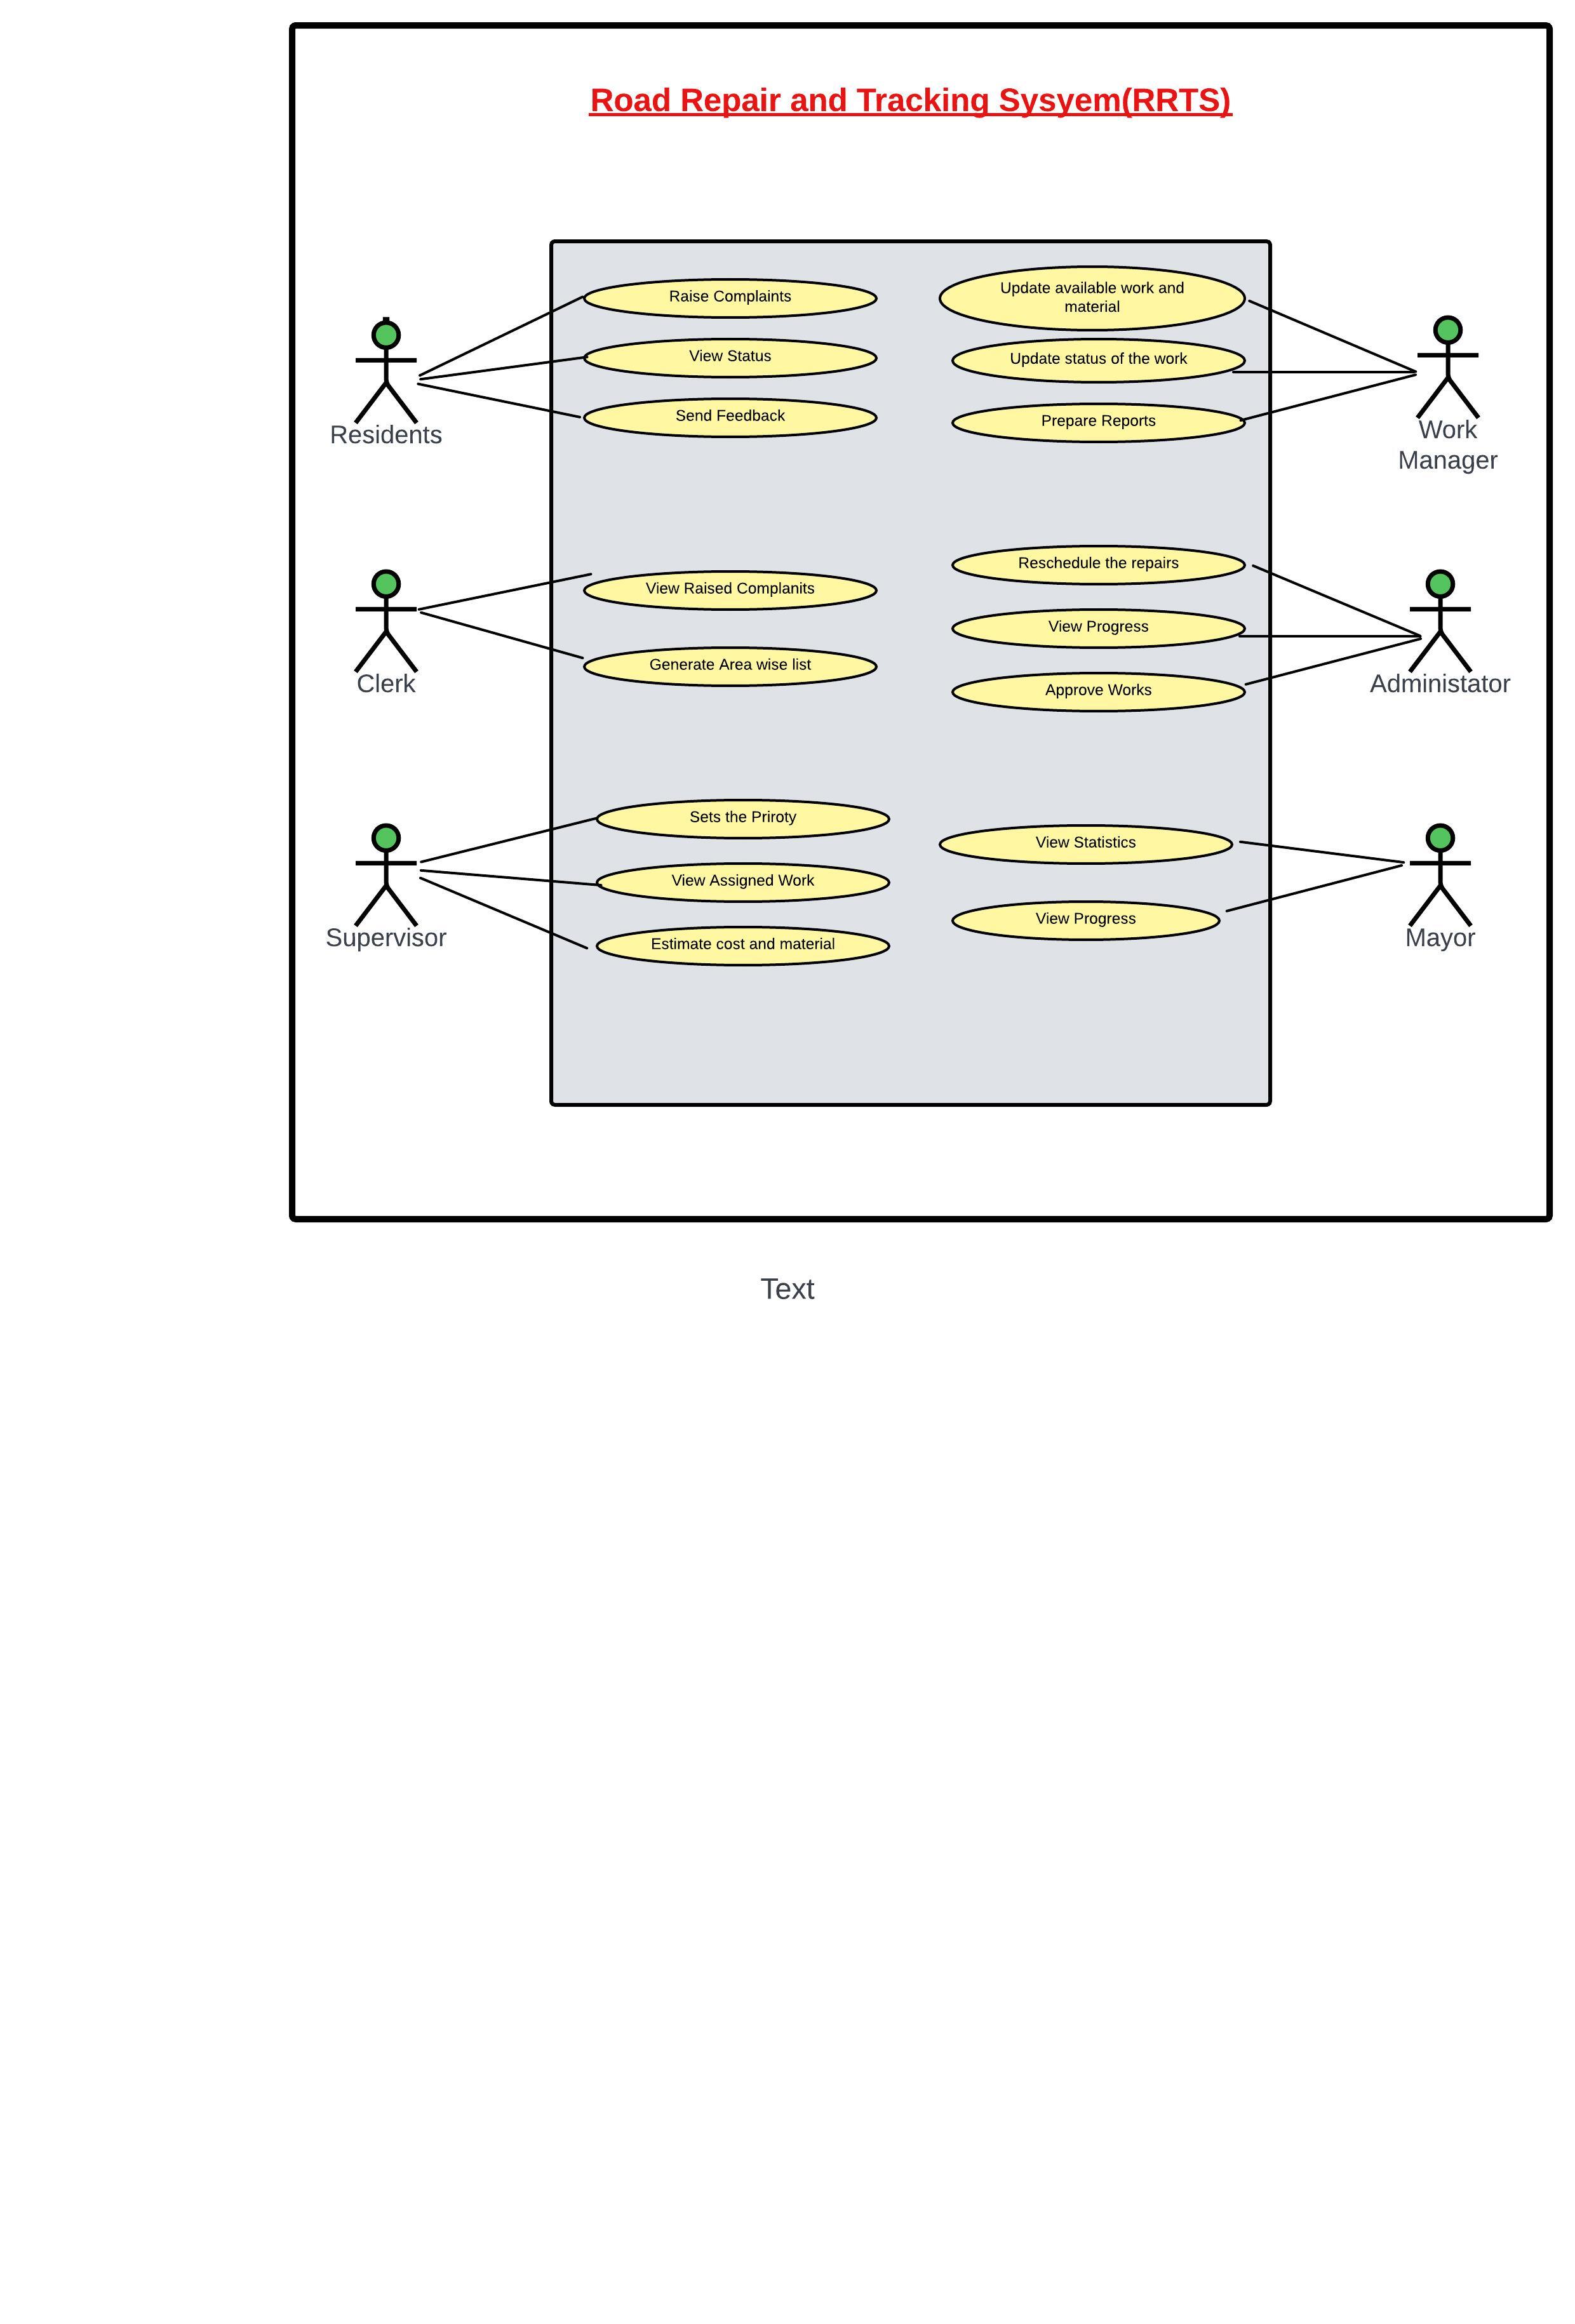 Road Repair and Tracking Sysyem(RRTS)
Raise Complaints
View Status
Send Feedback
Residents
Update available work and
material
Update status of the work
Prepare Reports
Work
Manager
View Raised Complanits
Generate Area wise list
Clerk
Reschedule the repairs
View Progress
Approve Works
Administator
Sets the Priroty
View Assigned Work
Estimate cost and material
Supervisor
View Statistics
View Progress
Mayor
Text